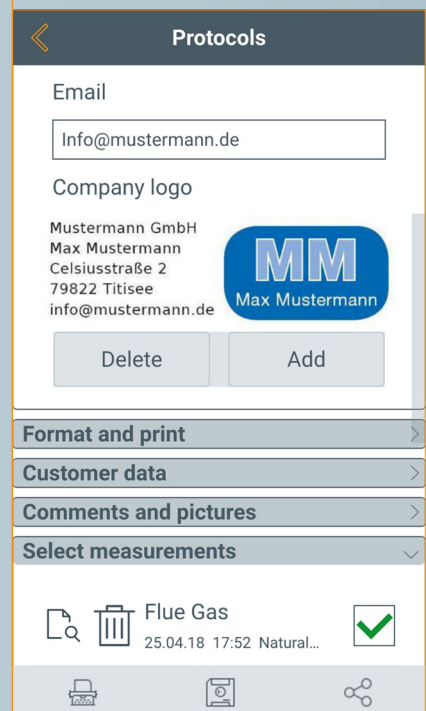 Protocols
Email
Info@mustermann.de
Company logo
Mustermann GmbH
Max Mustermann
Celsiusstraße 2
79822 Titisee
info@mustermann.de
MM
Max Mustermann
Delete
Add
Format and print
Customer data
Comments and pictures
Select measurements
Flue Gas
25.04.18 17:52 Natural...